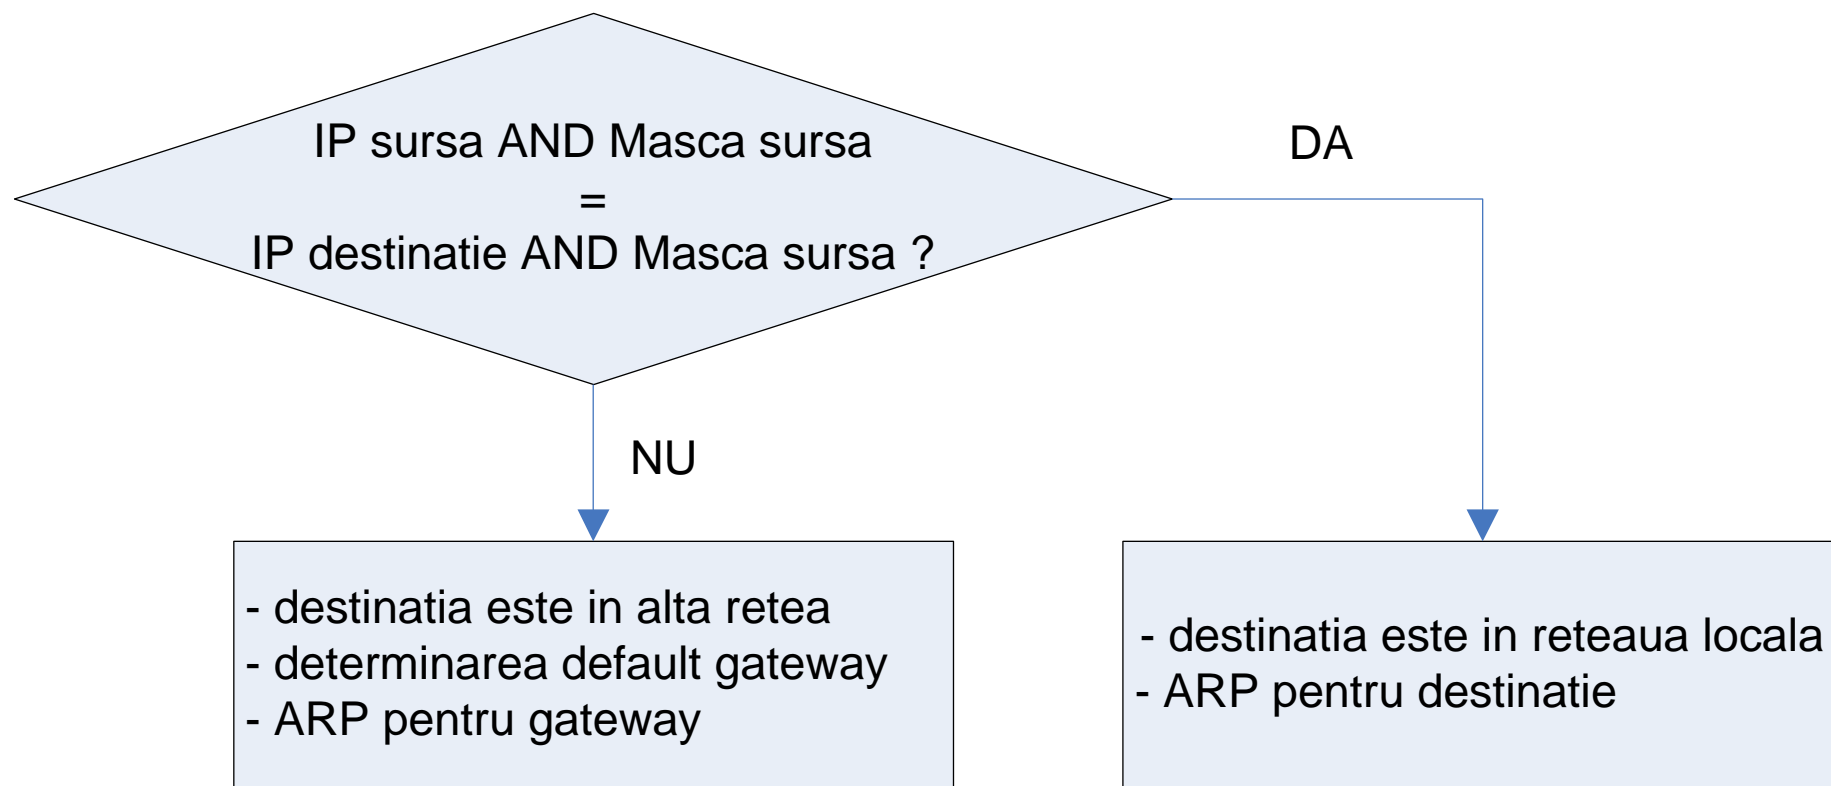 IP sursa AND Masca sursa
=
IP destinatie AND Masca sursa ?
DA
NU
- destinatia este in alta retea
- determinarea default gateway
- ARP pentru gateway
- destinatia este in reteaua locala
- ARP pentru destinatie